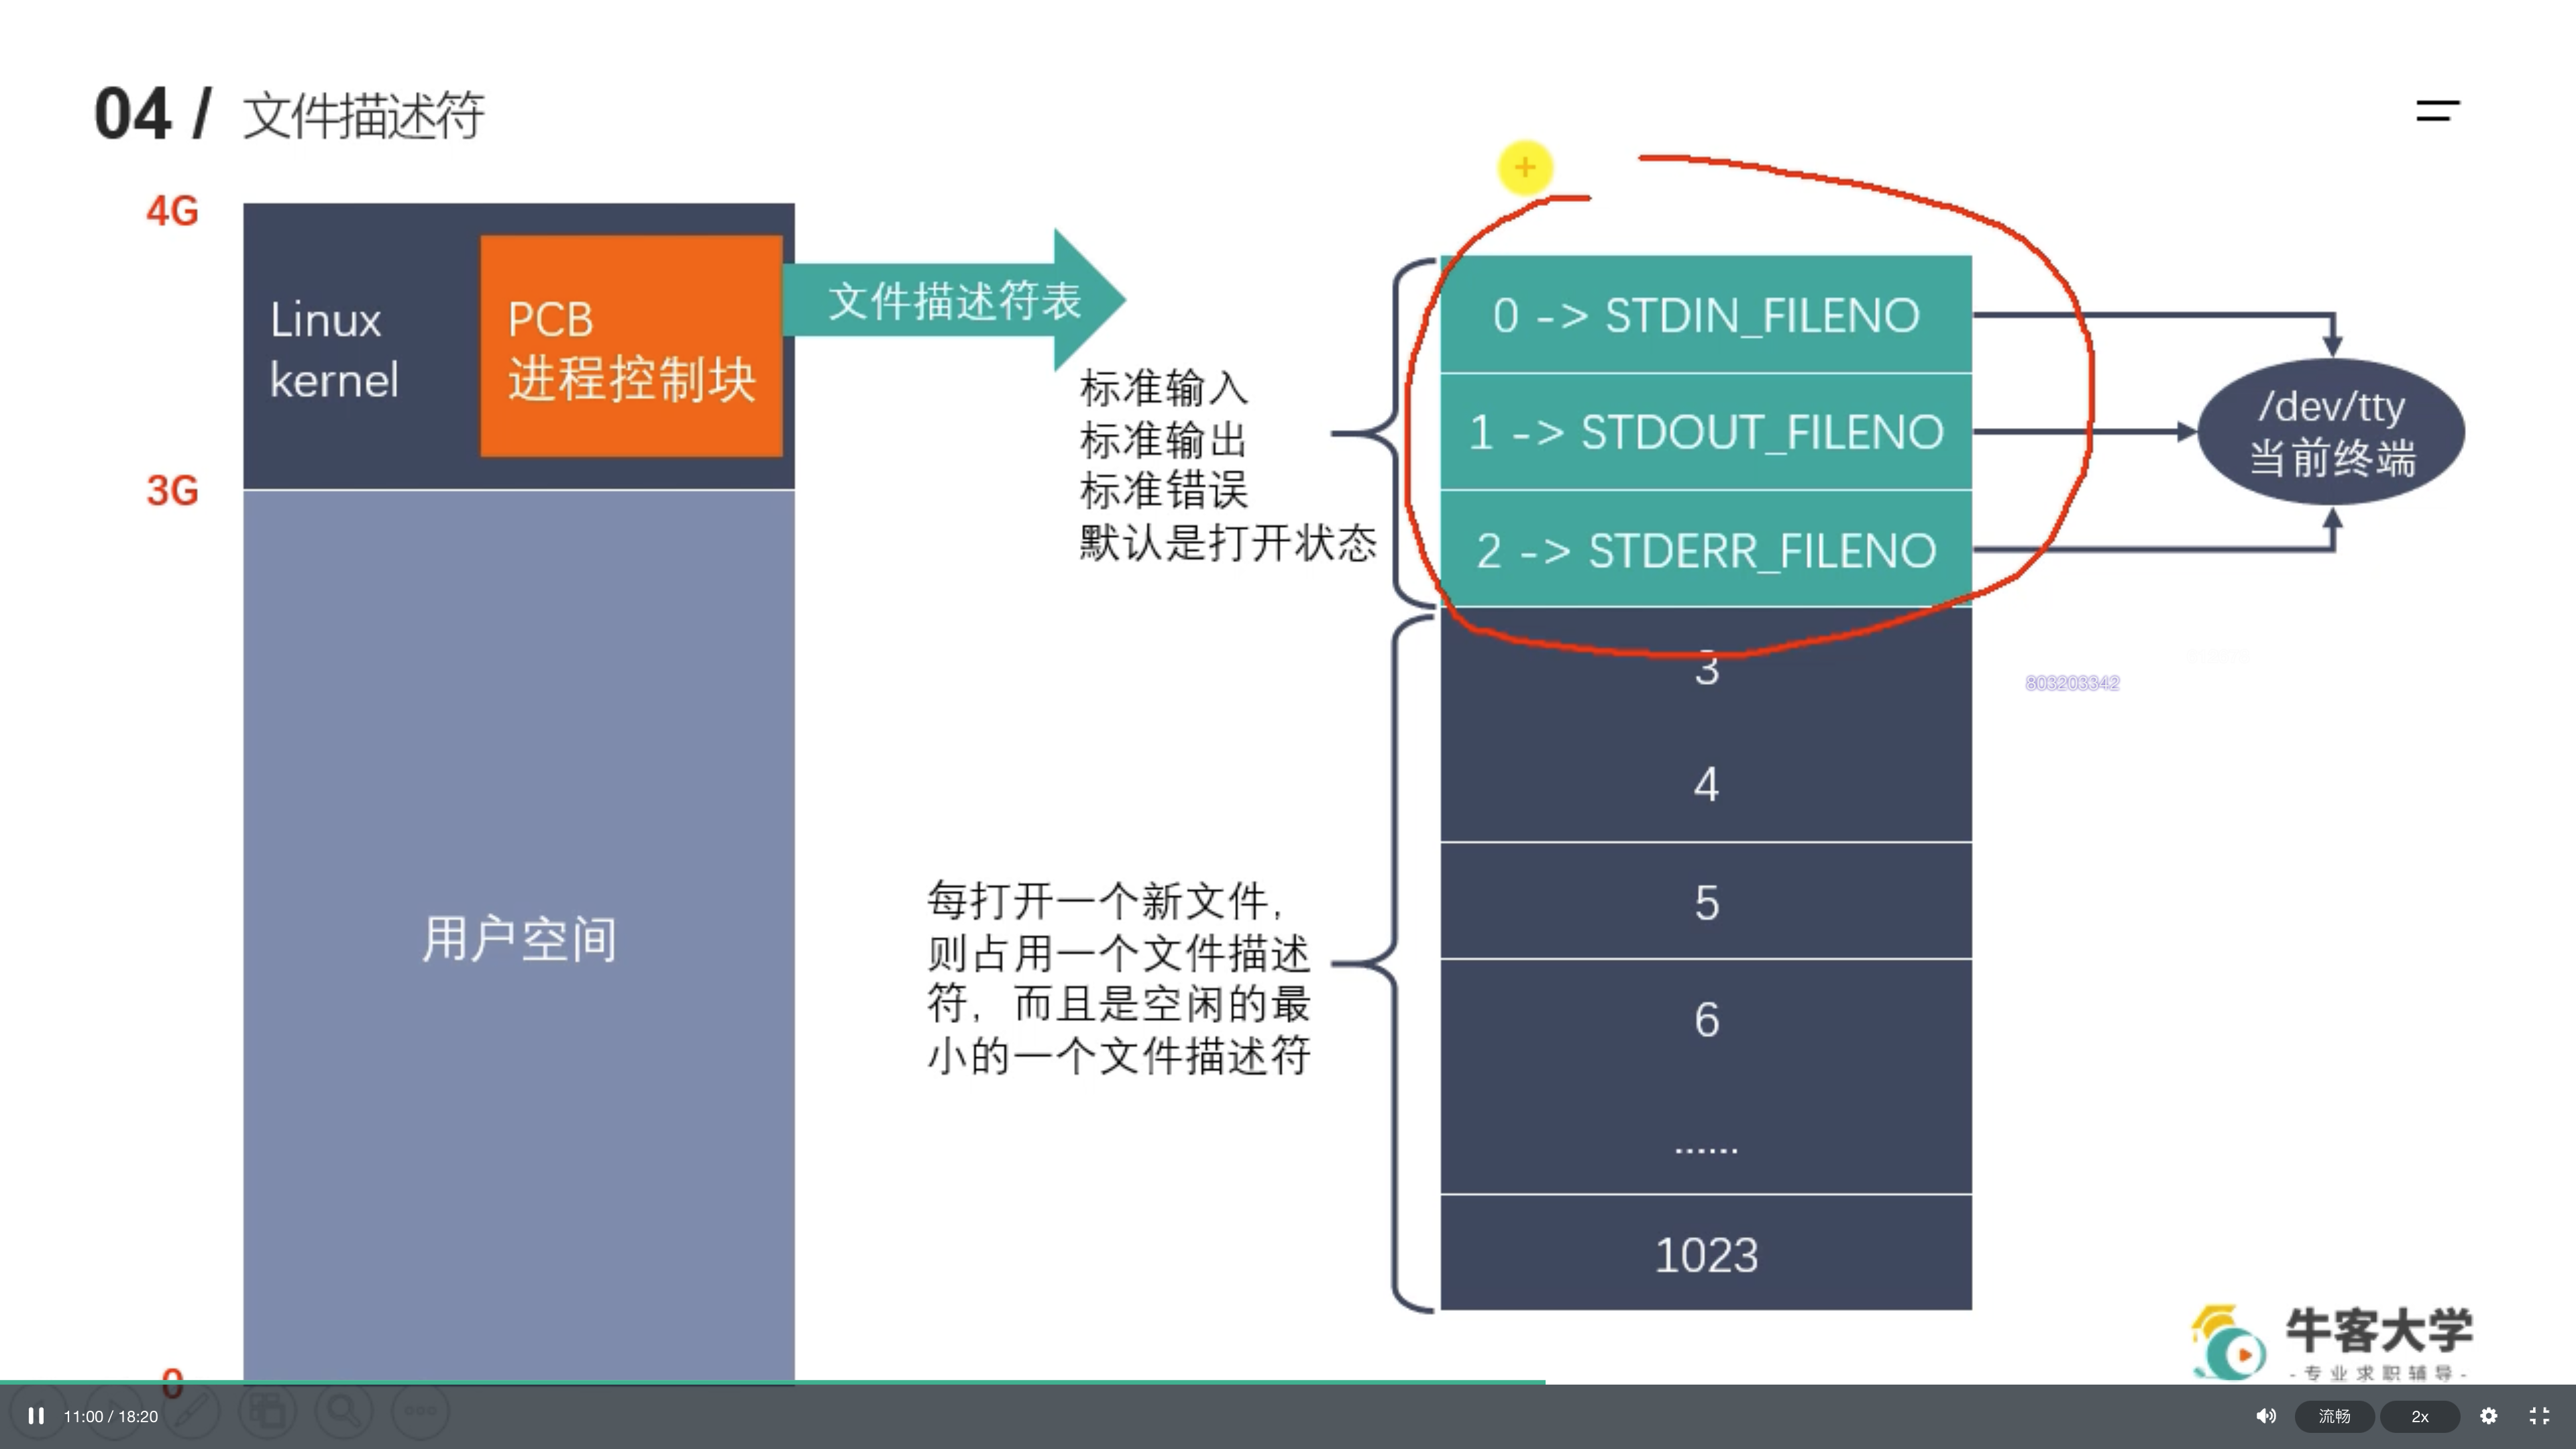 04 / 文件描述符
4G
Linux
kernel
PCB
进程控制块
文件描述符表
3G
用户空间
0
标准输入
标准输出
标准错误
默认是打开状态
0 -> STDIN_FILENO
1 -> STDOUT_FILENO
2 -> STDERR_FILENO
/dev/tty
当前终端
每打开一个新文件，
则占用一个文件描述
符，而且是空闲的最
小的一个文件描述符
3
4
5
6
......
1023
803203342
牛客大学
-专业求职辅导-
11:00 / 18:20
流畅
2x